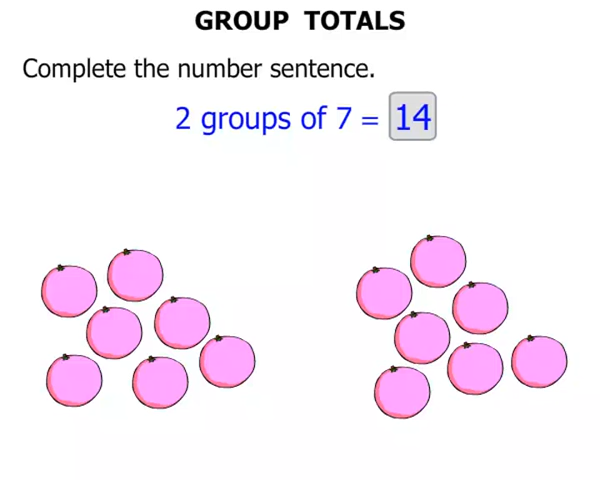 GROUP TOTALS
Complete the number sentence.
2 groups of 7 = 14